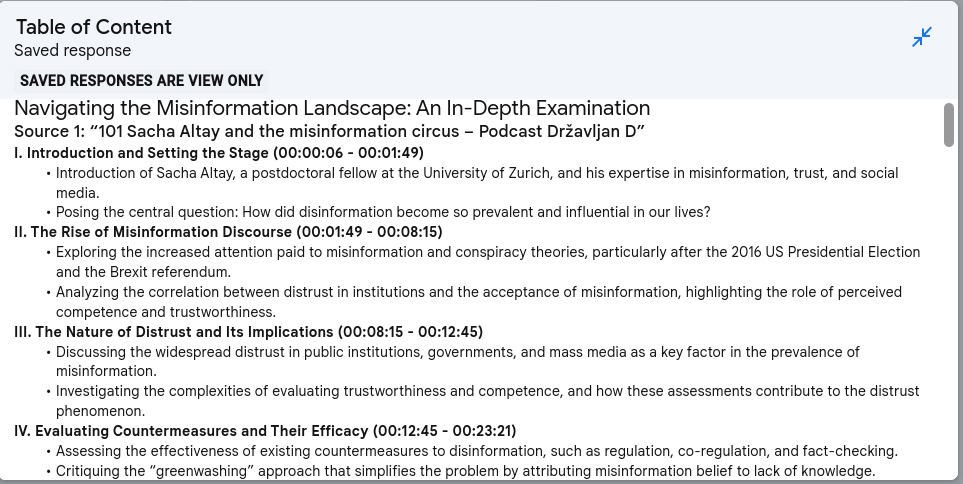 Table of Content
Saved response
SAVED RESPONSES ARE VIEW ONLY
Navigating the Misinformation Landscape: An In-Depth Examination
Source 1: “101 Sacha Altay and the misinformation circus – Podcast Državljan D”
I. Introduction and Setting the Stage (00:00:06 - 00:01:49)
• Introduction of Sacha Altay, a postdoctoral fellow at the University of Zurich, and his expertise in misinformation, trust, and social
media.
• Posing the central question: How did disinformation become so prevalent and influential in our lives?
II. The Rise of Misinformation Discourse (00:01:49 - 00:08:15)
• Exploring the increased attention paid to misinformation and conspiracy theories, particularly after the 2016 US Presidential Election
and the Brexit referendum.
• Analyzing the correlation between distrust in institutions and the acceptance of misinformation, highlighting the role of perceived
competence and trustworthiness.
III. The Nature of Distrust and Its Implications (00:08:15 - 00:12:45)
• Discussing the widespread distrust in public institutions, governments, and mass media as a key factor in the prevalence of
misinformation.
• Investigating the complexities of evaluating trustworthiness and competence, and how these assessments contribute to the distrust
phenomenon.
IV. Evaluating Countermeasures and Their Efficacy (00:12:45 - 00:23:21)
• Assessing the effectiveness of existing countermeasures to disinformation, such as regulation, co-regulation, and fact-checking.
• Critiquing the “greenwashing” approach that simplifies the problem by attributing misinformation belief to lack of knowledge.